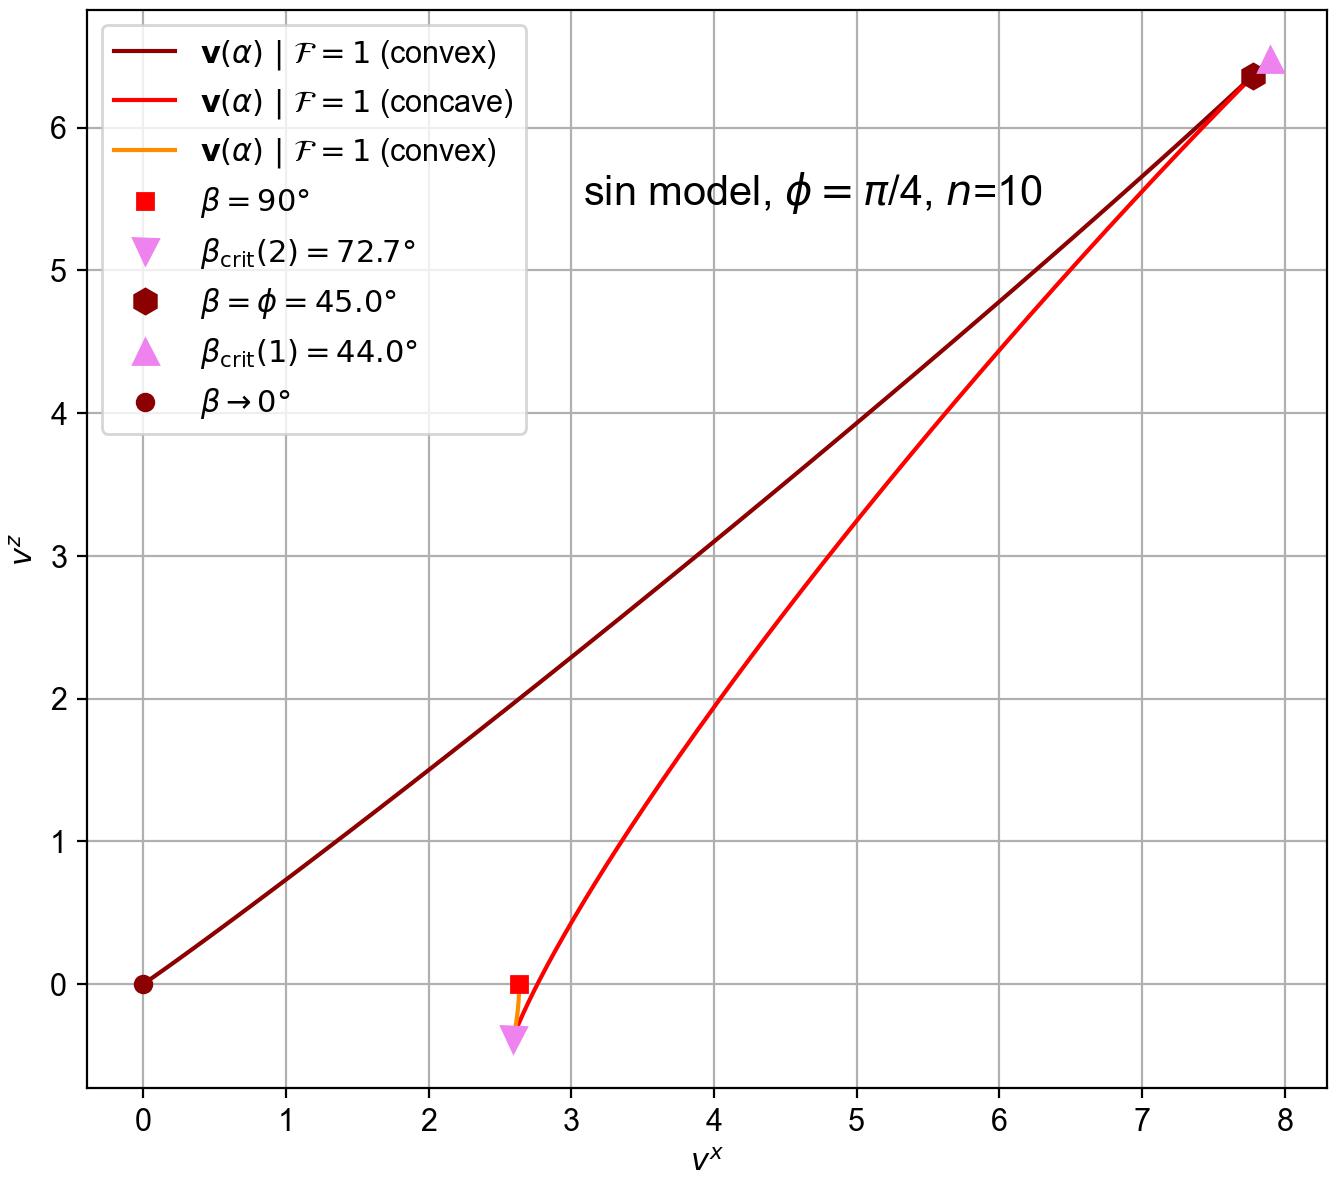 v(α) | ℱ = 1 (convex)
v(α) | ℱ = 1 (concave)
v(α) | ℱ = 1 (convex)
β = 90°
β_crit(2) = 72.7°
β = ϕ = 45.0°
β_crit(1) = 44.0°
β → 0°
sin model, ϕ = π/4, n=10
6
5
4
3
2
1
0
v^z
0 1 2 3 4 5 6 7 8
v^x